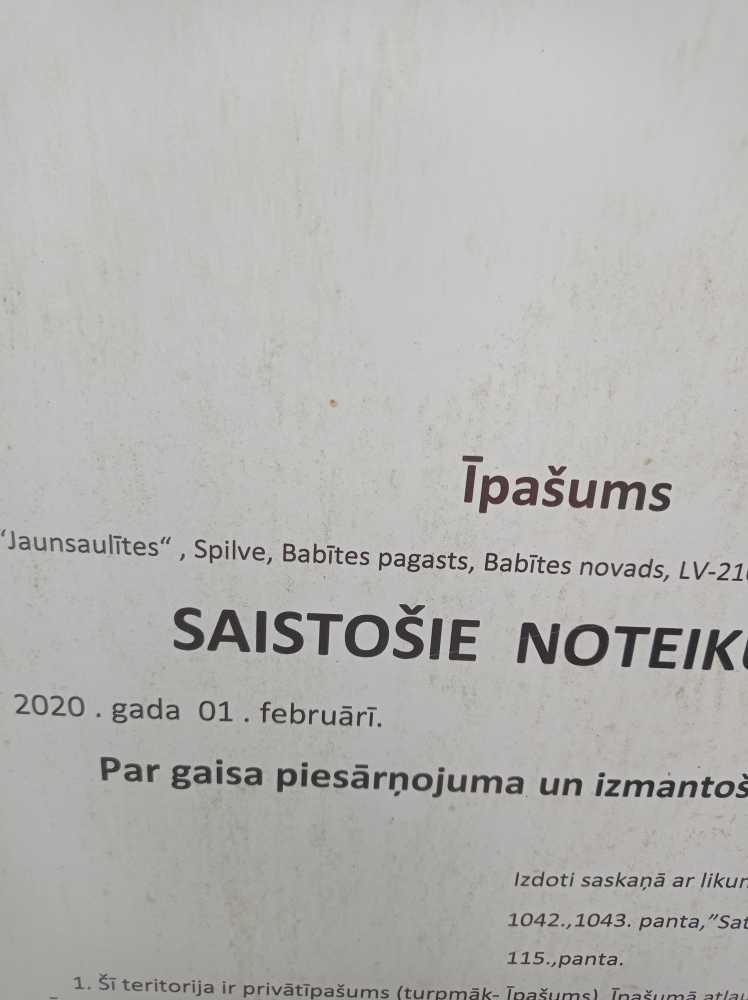 Īpašums
“Jaunsaulītes“ , Spilve, Babītes pagasts, Babītes novads,
SAISTOŠIE
2020 . gada 01 . februārī.
Par gaisa piesārņojuma un
Izdoti saskaņā ar
1042.,1043. panta,
115.,panta.
1. Šī teritorija ir privātīpašums (turpmāk- Īpašums). Īpašumā